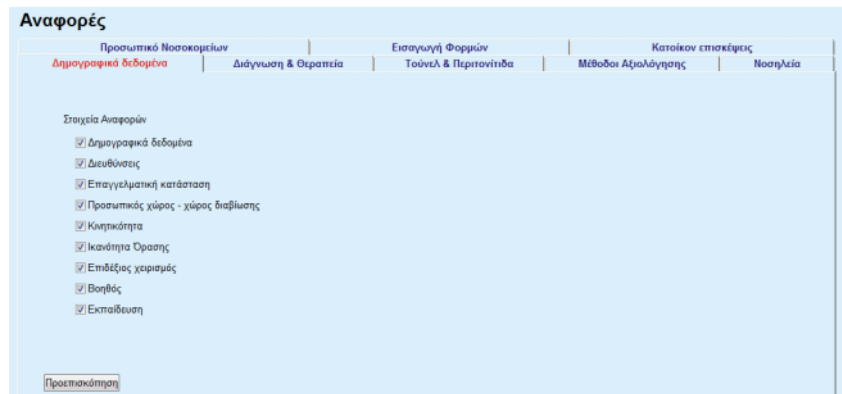 Αναφορές
Προσωπικό Νοσοκομείων Εισαγωγή Φορμών Κατοίκον επισκέψεις
Δημογραφικά δεδομένα Διάγνωση & Θεραπεία Τούνελ & Περιτονίτιδα Μέθοδοι Αξιολόγησης Νοσηλεία
Στοιχεία Αναφορών
Δημογραφικά δεδομένα
Διευθύνσεις
Επαγγελματική κατάσταση
Προσωπικός χώρος - χώρος διαβίωσης
Κινητικότητα
Ικανότητα Όρασης
Επιδέξιος χειρισμός
Βοηθός
Εκπαίδευση
Προεπισκόπηση